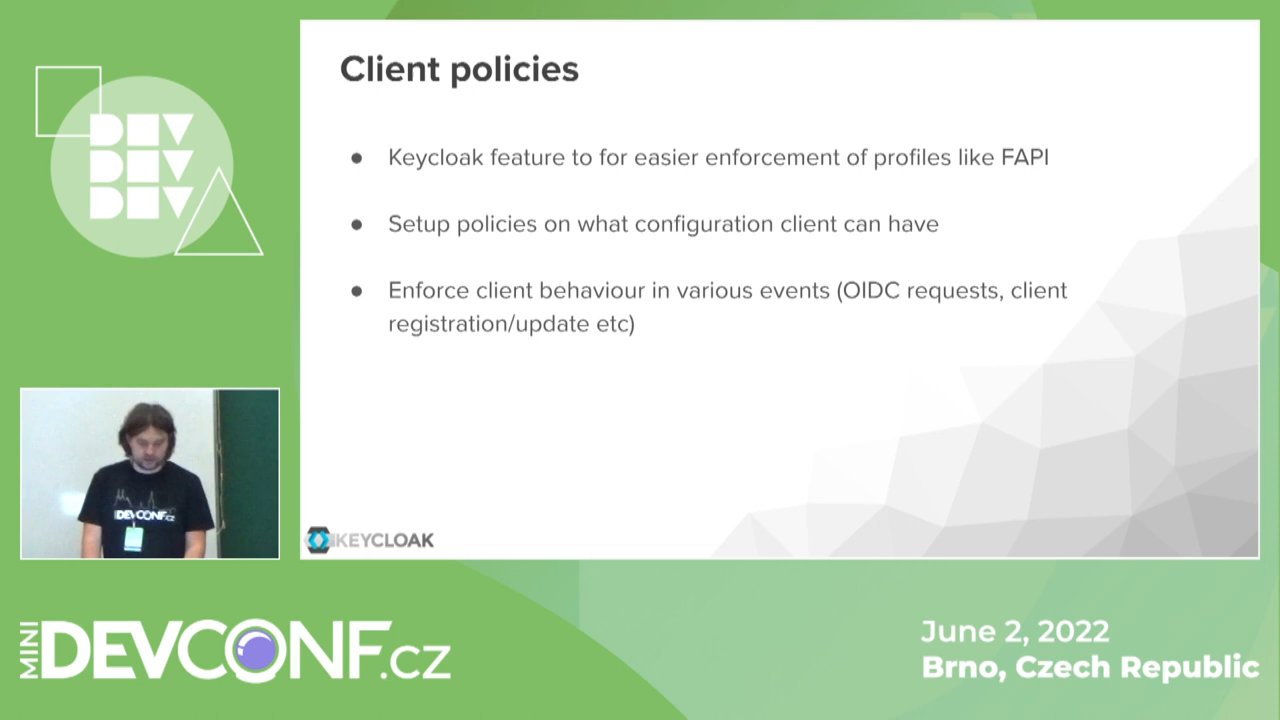 DEV
DEV
DEV
Client policies
● Keycloak feature to for easier enforcement of profiles like FAPI
● Setup policies on what configuration client can have
● Enforce client behaviour in various events (OIDC requests, client
registration/update etc)
KEYCLOAK
DEVCONF.cz
MINI DEVCONF.CZ
June 2, 2022
Brno, Czech Republic